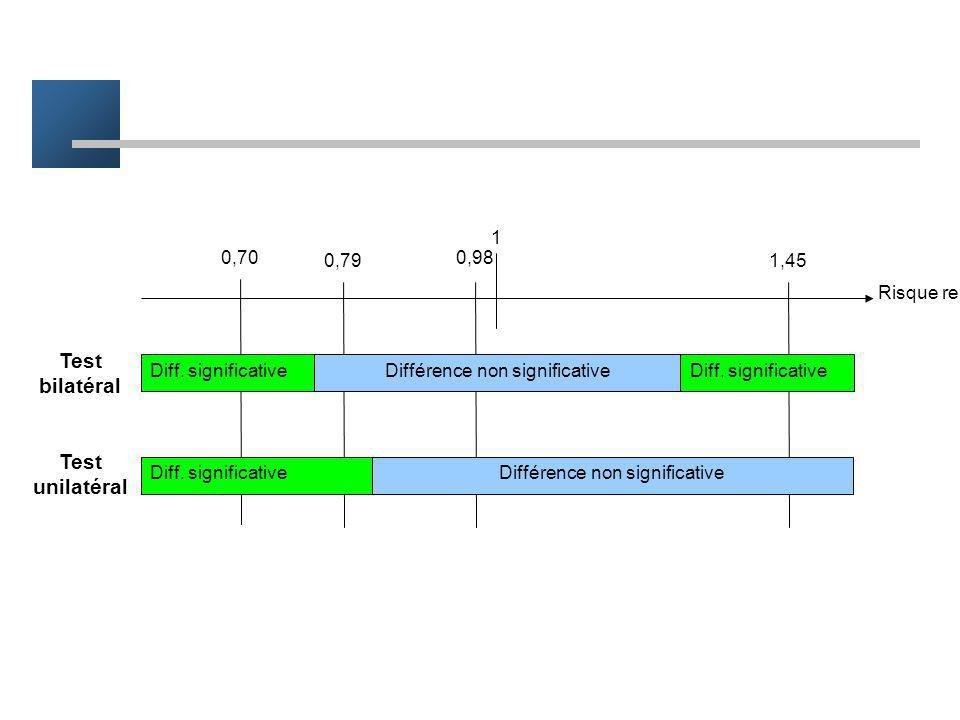 1
0,70
0,79
0,98
1,45
Risque re
Test
bilatéral
Diff. significative
Différence non significative
Diff. significative
Test
unilatéral
Diff. significative
Différence non significative